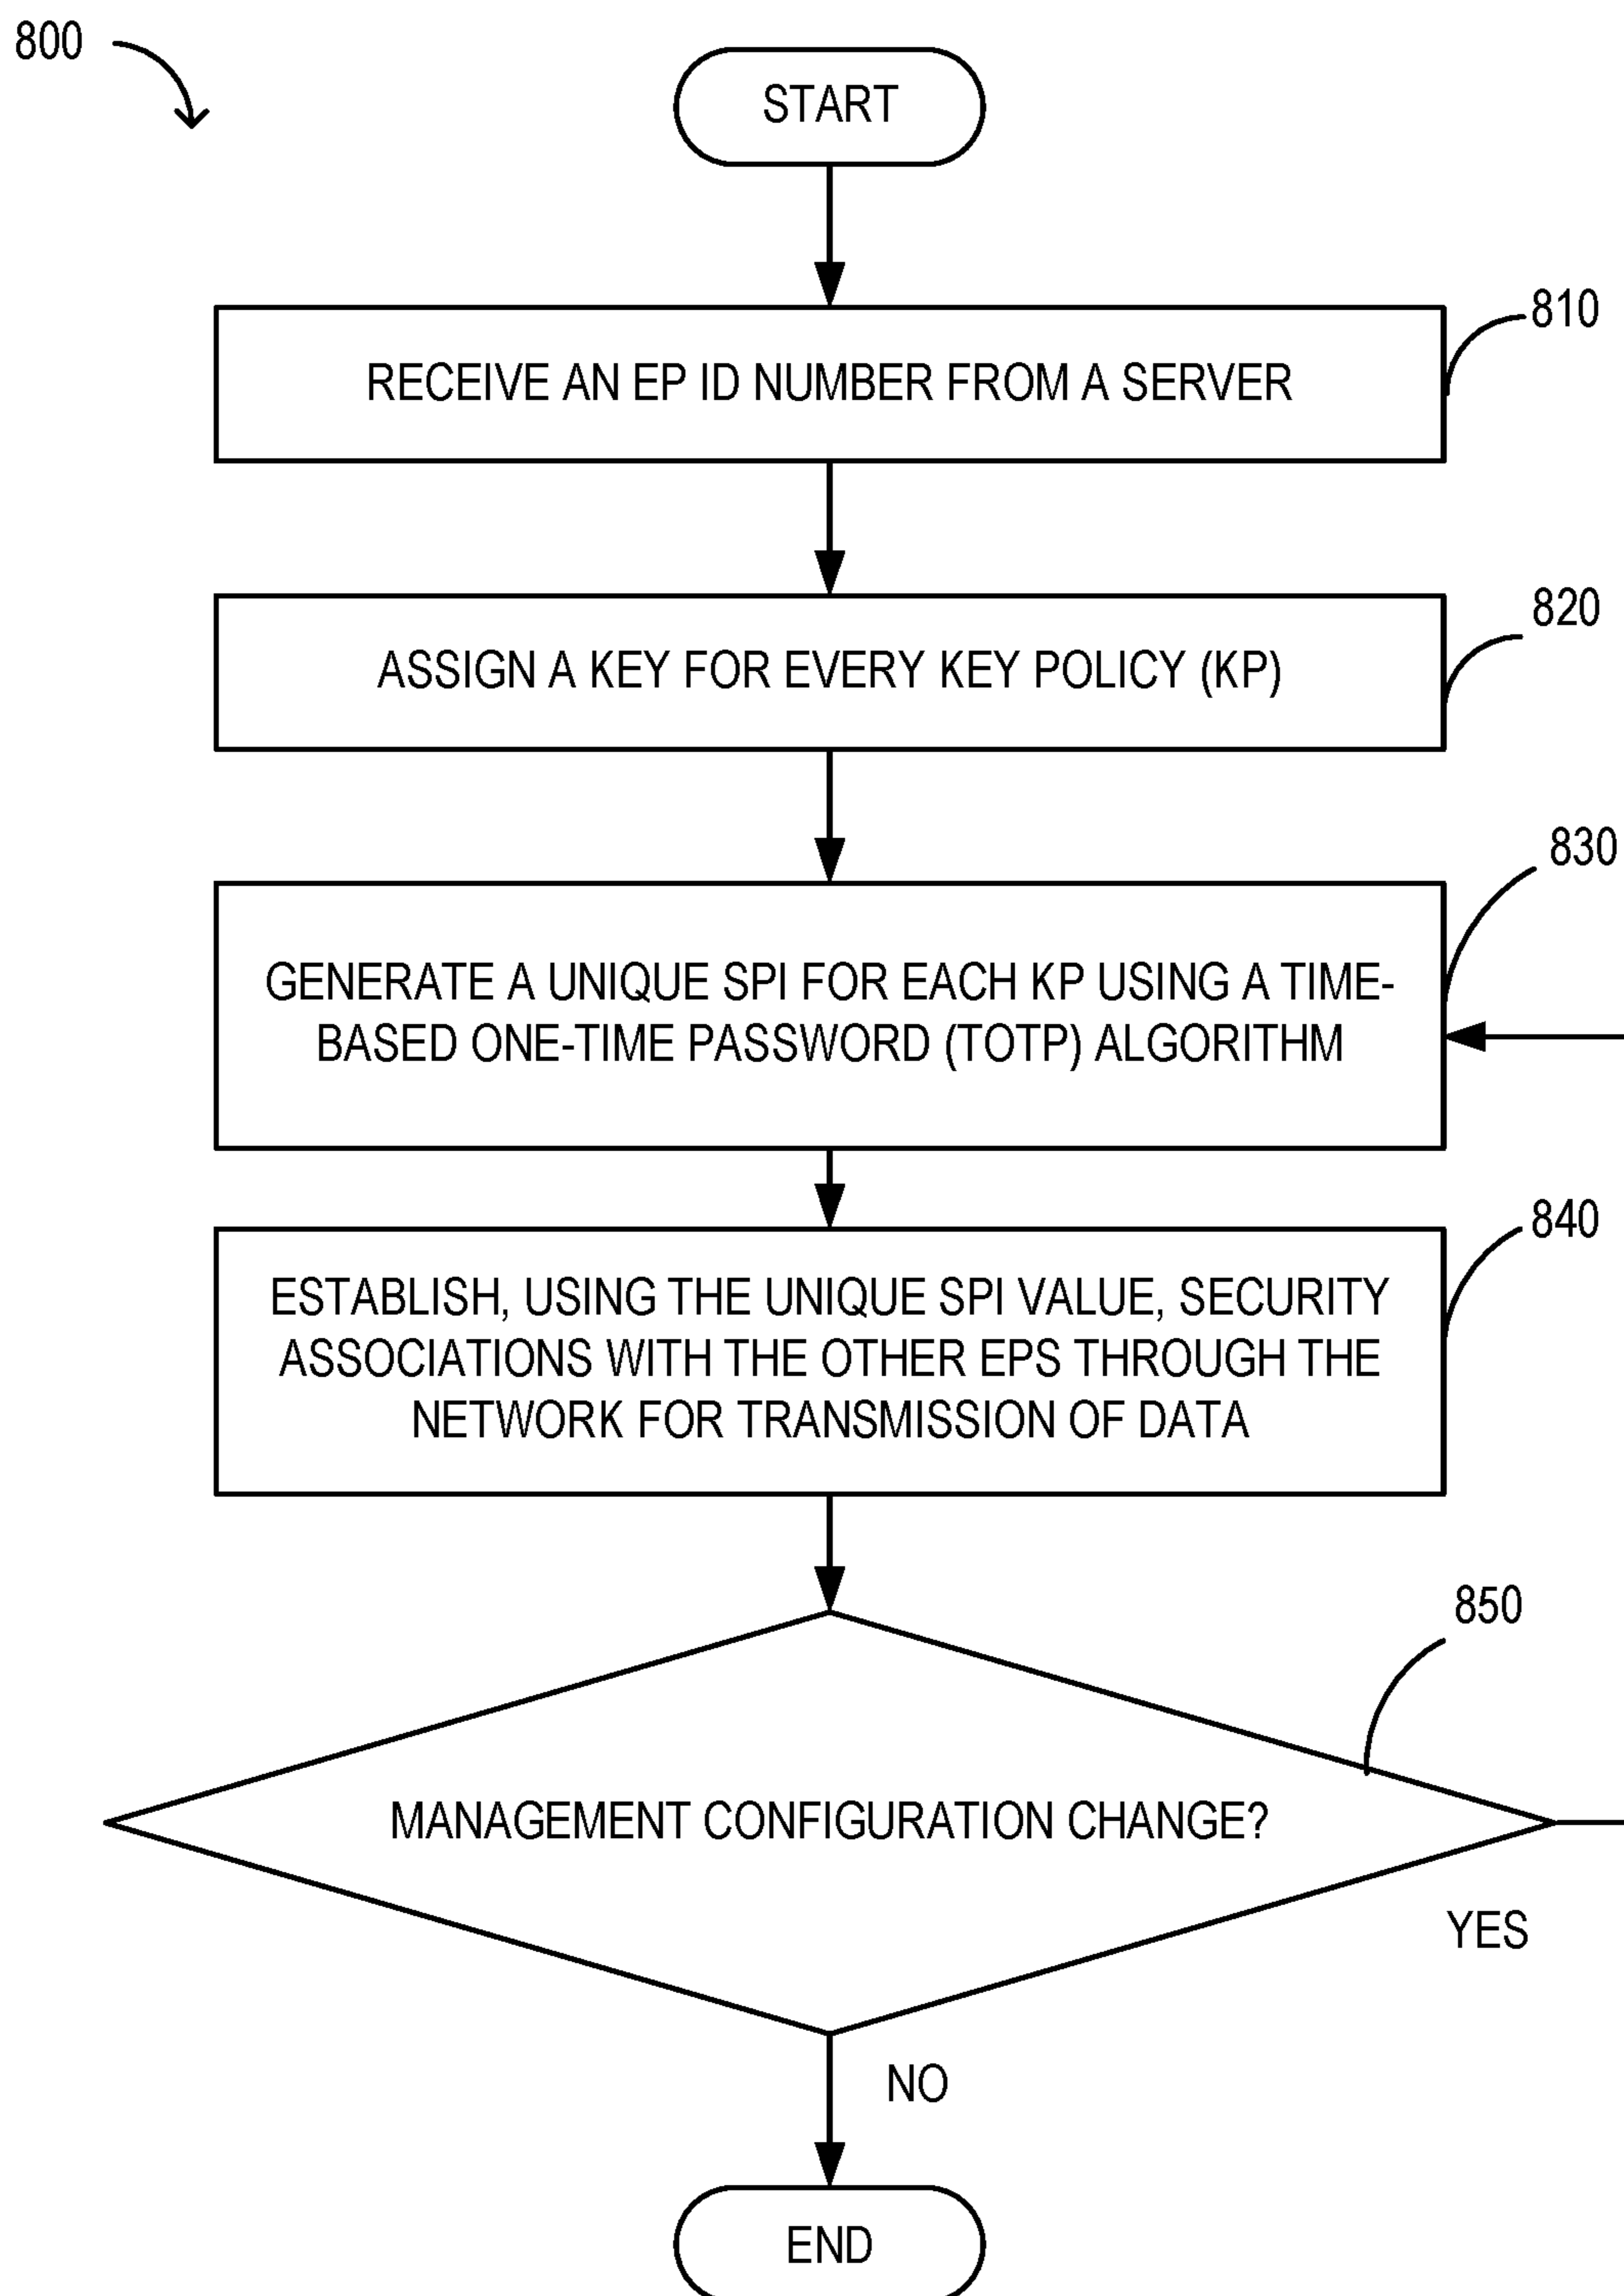 800
START
810
RECEIVE AN EP ID NUMBER FROM A SERVER
820
ASSIGN A KEY FOR EVERY KEY POLICY (KP)
830
GENERATE A UNIQUE SPI FOR EACH KP USING A TIME-
BASED ONE-TIME PASSWORD (TOTP) ALGORITHM
840
ESTABLISH, USING THE UNIQUE SPI VALUE, SECURITY
ASSOCIATIONS WITH THE OTHER EPS THROUGH THE
NETWORK FOR TRANSMISSION OF DATA
850
MANAGEMENT CONFIGURATION CHANGE?
YES
NO
END